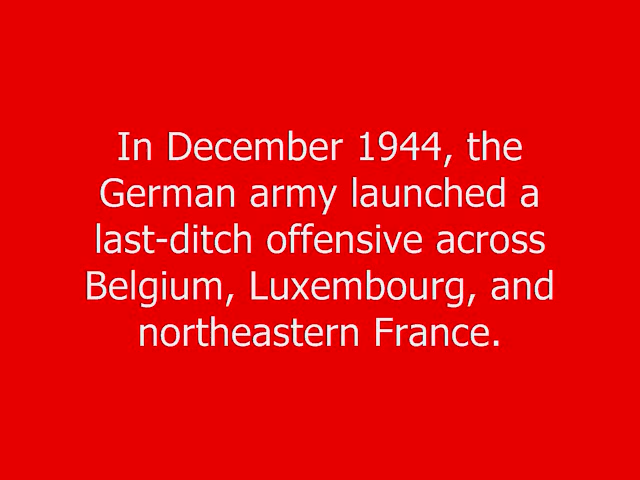 In December 1944, the
German army launched a
last-ditch offensive across
Belgium, Luxembourg, and
northeastern France.